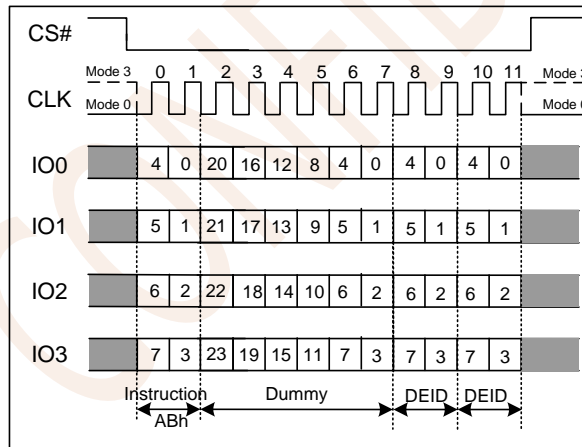 CS#
Mode 3 0 1 2 3 4 5 6 7 8 9 10 11 Mode 3
CLK
Mode 0 Mode 0
IO0 4 0 20 16 12 8 4 0 4 0 4 0
IO1 5 1 21 17 13 9 5 1 5 1 5 1
IO2 6 2 22 18 14 10 6 2 6 2 6 2
IO3 7 3 23 19 15 11 7 3 7 3 7 3
Instruction Dummy DEID DEID
ABh